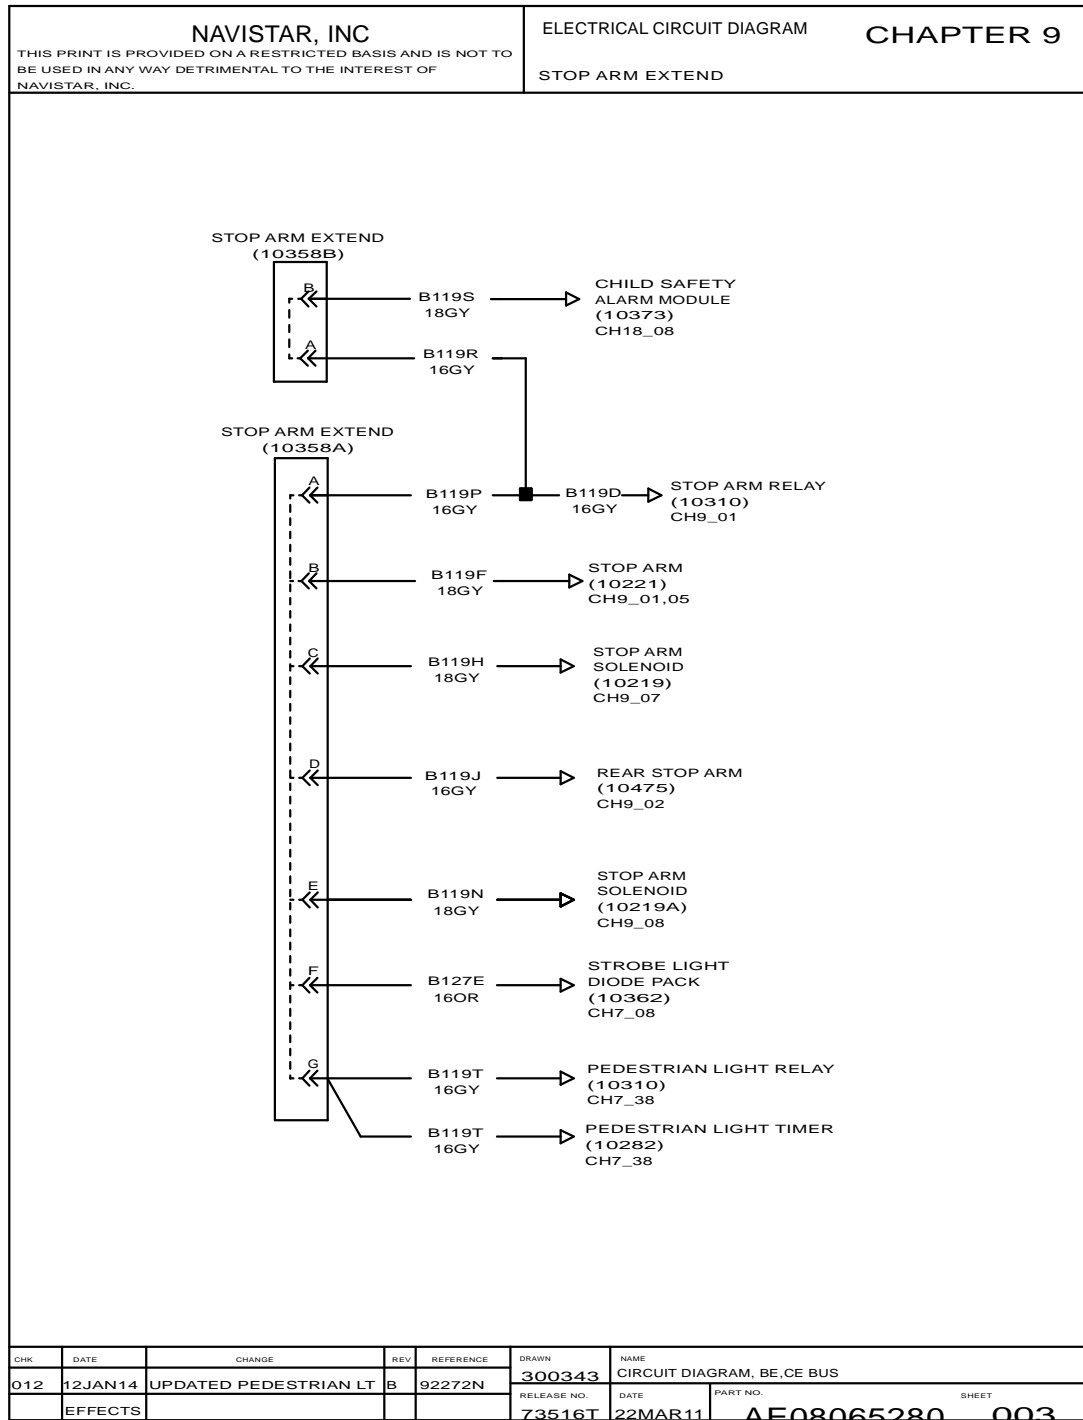 NAVISTAR, INC
THIS PRINT IS PROVIDED ON A RESTRICTED BASIS AND IS NOT TO
BE USED IN ANY WAY DETRIMENTAL TO THE INTEREST OF
NAVISTAR, INC.
ELECTRICAL CIRCUIT DIAGRAM
CHAPTER 9
STOP ARM EXTEND
STOP ARM EXTEND
(10358B)
B
B119S
18GY
CHILD SAFETY
ALARM MODULE
(10373)
CH18_08
A
B119R
16GY
STOP ARM EXTEND
(10358A)
A
B119P
16GY
B119D
16GY
STOP ARM RELAY
(10310)
CH9_01
B
B119F
18GY
STOP ARM
(10221)
CH9_01,05
C
B119H
18GY
STOP ARM
SOLENOID
(10219)
CH9_07
D
B119J
16GY
REAR STOP ARM
(10475)
CH9_02
E
B119N
18GY
STOP ARM
SOLENOID
(10219A)
CH9_08
F
B127E
16OR
STROBE LIGHT
DIODE PACK
(10362)
CH7_08
G
B119T
16GY
PEDESTRIAN LIGHT RELAY
(10310)
CH7_38
B119T
16GY
PEDESTRIAN LIGHT TIMER
(10282)
CH7_38
CHK DATE CHANGE REV REFERENCE
012 12JAN14 UPDATED PEDESTRIAN LT B 92272N
EFFECTS
DRAWN
300343
NAME
CIRCUIT DIAGRAM, BE,CE BUS
RELEASE NO.
73516T
DATE
22MAR11
PART NO.
AE08065280
SHEET
003